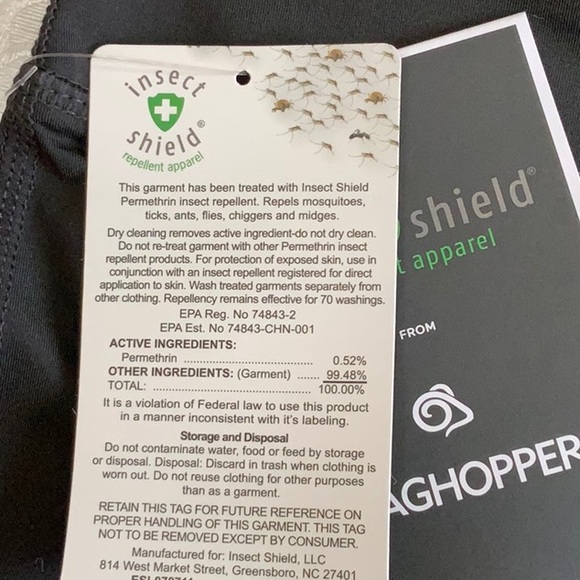 insect
shield®
repellent apparel
This garment has been treated with Insect Shield
Permethrin insect repellent. Repels mosquitoes,
ticks, ants, flies, chiggers and midges.
Dry cleaning removes active ingredient-do not dry clean.
Do not re-treat garment with other Permethrin insect
repellent products. For protection of exposed skin, use in
conjunction with an insect repellent registered for direct
application to skin. Wash treated garments separately from
other clothing. Repellency remains effective for 70 washings.
EPA Reg. No 74843-2
EPA Est. No 74843-CHN-001
ACTIVE INGREDIENTS:
Permethrin .................................. 0.52%
OTHER INGREDIENTS: (Garment) ...... 99.48%
TOTAL: .......................................... 100.00%
It is a violation of Federal law to use this product
in a manner inconsistent with it's labeling.
Storage and Disposal
Do not contaminate water, food or feed by storage
or disposal. Disposal: Discard in trash when clothing is
worn out. Do not reuse clothing for other purposes
than as a garment.
RETAIN THIS TAG FOR FUTURE REFERENCE ON
PROPER HANDLING OF THIS GARMENT. THIS TAG
NOT TO BE REMOVED EXCEPT BY CONSUMER.
Manufactured for: Insect Shield, LLC
814 West Market Street, Greensboro, NC 27401
shield®
t apparel
FROM
AGHOPPER